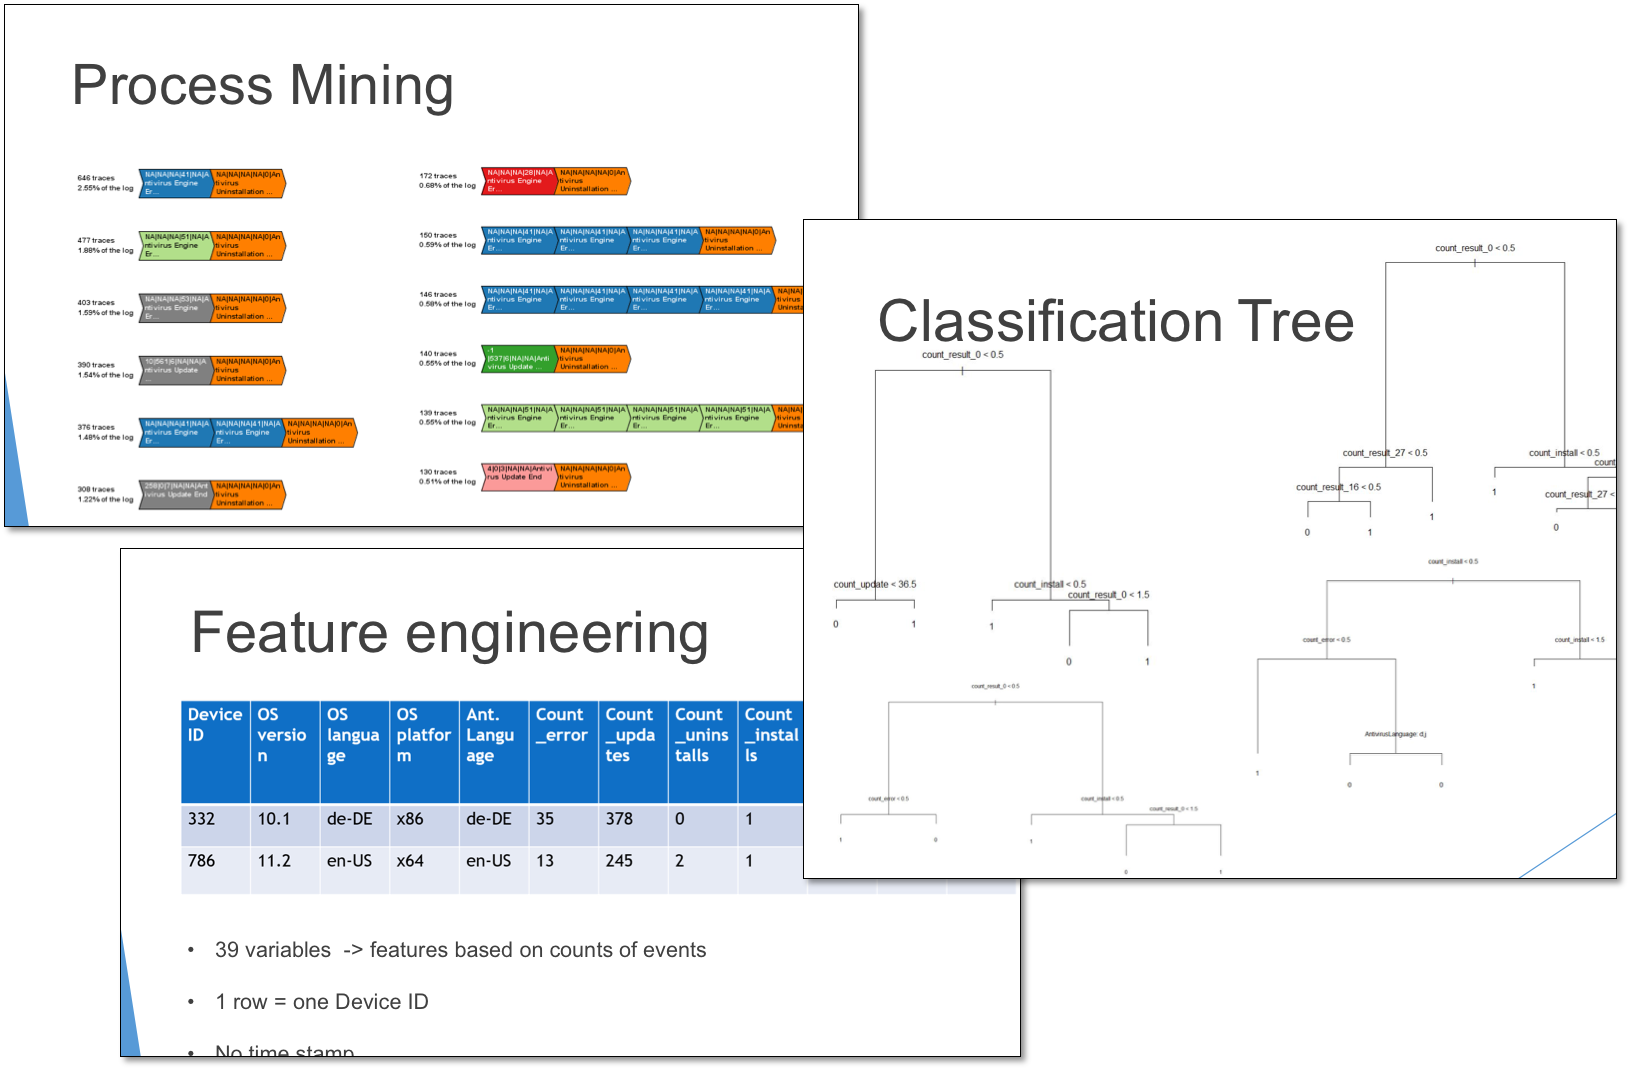 Process Mining
646 traces
2.55% of the log
NA|NA|NA|41|NA|A
ntivirus Engine
Er...
NA|NA|NA|NA|0|An
tivirus
Uninstallation ...
477 traces
1.88% of the log
NA|NA|NA|51|NA|A
ntivirus Engine
Er...
NA|NA|NA|NA|0|An
tivirus
Uninstallation ...
403 traces
1.59% of the log
NA|NA|NA|53|NA|A
ntivirus Engine
Er...
NA|NA|NA|NA|0|An
tivirus
Uninstallation ...
390 traces
1.54% of the log
10|561|6|NA|NA|A
ntivirus Update
...
NA|NA|NA|NA|0|An
tivirus
Uninstallation ...
376 traces
1.48% of the log
NA|NA|NA|41|NA|A
ntivirus Engine
Er...
NA|NA|NA|41|NA|A
ntivirus Engine
Er...
NA|NA|NA|NA|0|An
tivirus
Uninstallation ...
308 traces
1.22% of the log
258|0|7|NA|NA|Ant
ivirus Update End
NA|NA|NA|NA|0|An
tivirus
Uninstallation ...
172 traces
0.68% of the log
NA|NA|NA|28|NA|A
ntivirus Engine
Er...
NA|NA|NA|NA|0|An
tivirus
Uninstallation ...
150 traces
0.59% of the log
NA|NA|NA|41|NA|A
ntivirus Engine
Er...
NA|NA|NA|41|NA|A
ntivirus Engine
Er...
NA|NA|NA|41|NA|A
ntivirus Engine
Er...
NA|NA|NA|NA|0|An
tivirus
Uninstallation ...
146 traces
0.58% of the log
NA|NA|NA|41|NA|A
ntivirus Engine
Er...
NA|NA|NA|41|NA|A
ntivirus Engine
Er...
NA|NA|NA|41|NA|A
ntivirus Engine
Er...
NA|NA|NA|41|NA|A
ntivirus Engine
Er...
NA|NA|N
tivirus
Uninsta
140 traces
0.55% of the log
-1
|537|6|NA|NA|Anti
virus Update ...
NA|NA|NA|NA|0|An
tivirus
Uninstallation ...
139 traces
0.55% of the log
NA|NA|NA|51|NA|A
ntivirus Engine
Er...
NA|NA|NA|51|NA|A
ntivirus Engine
Er...
NA|NA|NA|51|NA|A
ntivirus Engine
Er...
NA|NA|NA|51|NA|A
ntivirus Engine
Er...
NA|NA|N
tivirus
Uninsta
130 traces
0.51% of the log
4|0|3|NA|NA|Antivi
rus Update End
NA|NA|NA|NA|0|An
tivirus
Uninstallation ...
Classification Tree
count_result_0 < 0.5
count_update < 36.5
0
1
count_install < 0.5
1
count_result_0 < 1.5
0
1
count_result_0 < 0.5
count_result_27 < 0.5
count_result_16 < 0.5
0
1
1
count_install < 0.5
1
count
count_result_27 <
0
count_install < 0.5
count_error < 0.5
1
AntivirusLanguage: d,j
0
0
count_install < 1.5
1
count_result_0 < 0.5
count_error < 0.5
1
0
count_install < 0.5
1
count_result_0 < 1.5
0
1
Feature engineering
Device ID OS versio n OS langua ge OS platfor m Ant. Langu age Count _error Count _upda tes Count _unins talls Count _instal ls
332 10.1 de-DE x86 de-DE 35 378 0 1
786 11.2 en-US x64 en-US 13 245 2 1
• 39 variables -> features based on counts of events
• 1 row = one Device ID
• No time stamp